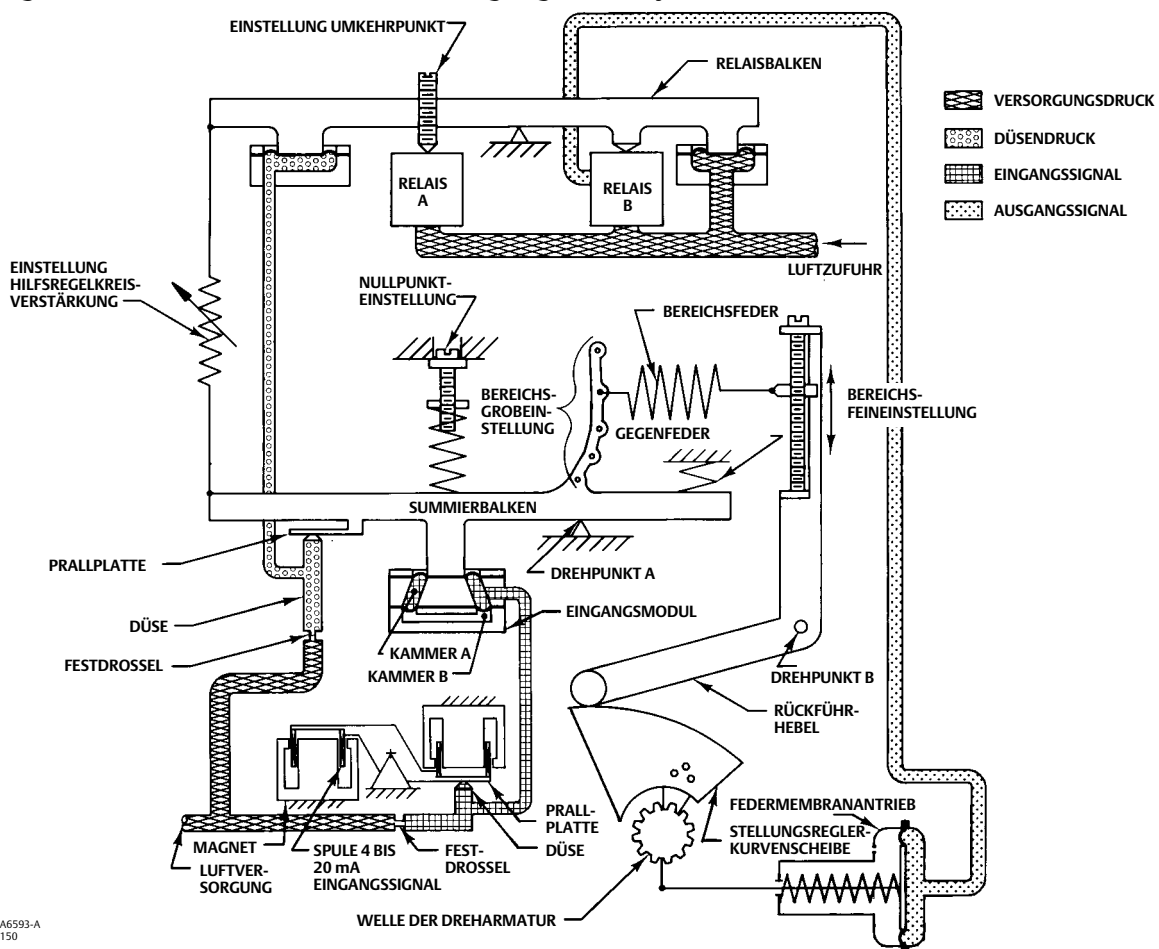 EINSTELLUNG UMKEHRPUNKT
RELAISBALKEN
VERSORGUNGSDRUCK
DÜSENDRUCK
EINGANGSSIGNAL
AUSGANGSSIGNAL
RELAIS
A
RELAIS
B
LUFTZUFUHR
EINSTELLUNG
HILFSREGELKREIS-
VERSTÄRKUNG
NULLPUNKT-
EINSTELLUNG
BEREICHSFEDER
BEREICHS-
GROBEIN-
STELLUNG
GEGENFEDER
BEREICHS-
FEINEINSTELLUNG
SUMMIERBALKEN
PRALLPLATTE
DREHPUNKT A
DÜSE
EINGANGSMODUL
FESTDROSSEL
KAMMER A
KAMMER B
DREHPUNKT B
RÜCKFÜHR-
HEBEL
MAGNET
LUFTVER-
SORGUNG
SPULE 4 BIS
20 mA
EINGANGSSIGNAL
FEST-
DROSSEL
PRALL-
PLATTE
DÜSE
FEDERMEMBRANANTRIEB
STELLUNGSREGLER-
KURVENSCHEIBE
WELLE DER DREHARMATUR
A6593-A
150